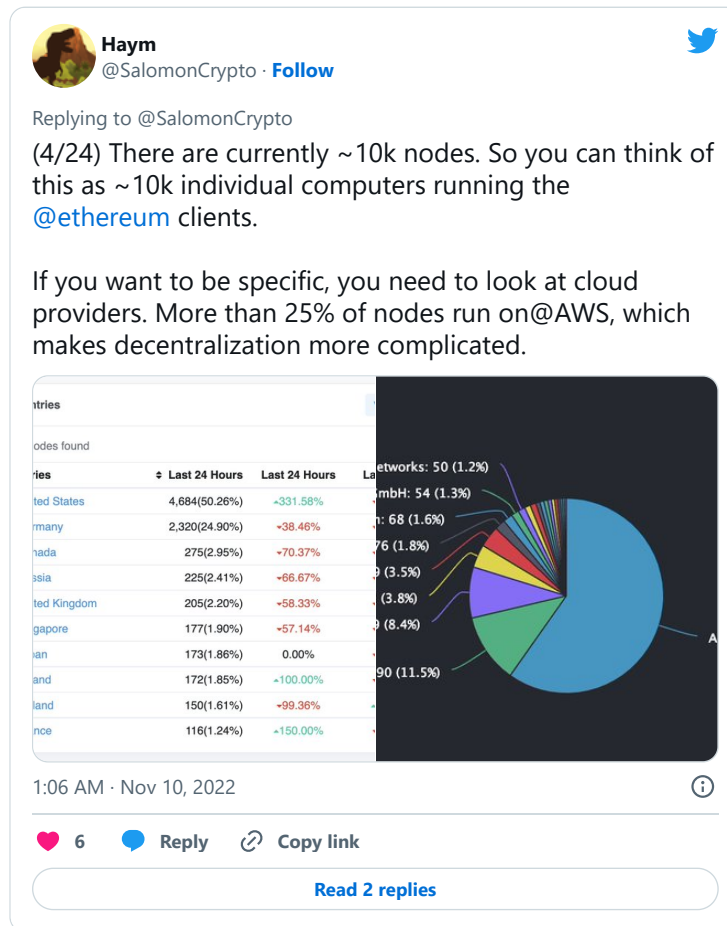 Haym
@SalomonCrypto · Follow
Replying to @SalomonCrypto
(4/24) There are currently ~10k nodes. So you can think of
this as ~10k individual computers running the
@ethereum clients.
If you want to be specific, you need to look at cloud
providers. More than 25% of nodes run on@AWS, which
makes decentralization more complicated.
ntries
odes found
ries Last 24 Hours Last 24 Hours La
ted States 4,684(50.26%) 331.58%
rmany 2,320(24.90%) 38.46%
nada 275(2.95%) 70.37%
ssia 225(2.41%) 66.67%
ted Kingdom 205(2.20%) 58.33%
gapore 177(1.90%) 57.14%
an 173(1.86%) 0.00%
and 172(1.85%) 100.00%
land 150(1.61%) 99.36%
nce 116(1.24%) 150.00%
etworks: 50 (1.2%)
mbH: 54 (1.3%)
: 68 (1.6%)
76 (1.8%)
(3.5%)
(3.8%)
(8.4%)
90 (11.5%)
A
1:06 AM · Nov 10, 2022
6 Reply Copy link
Read 2 replies